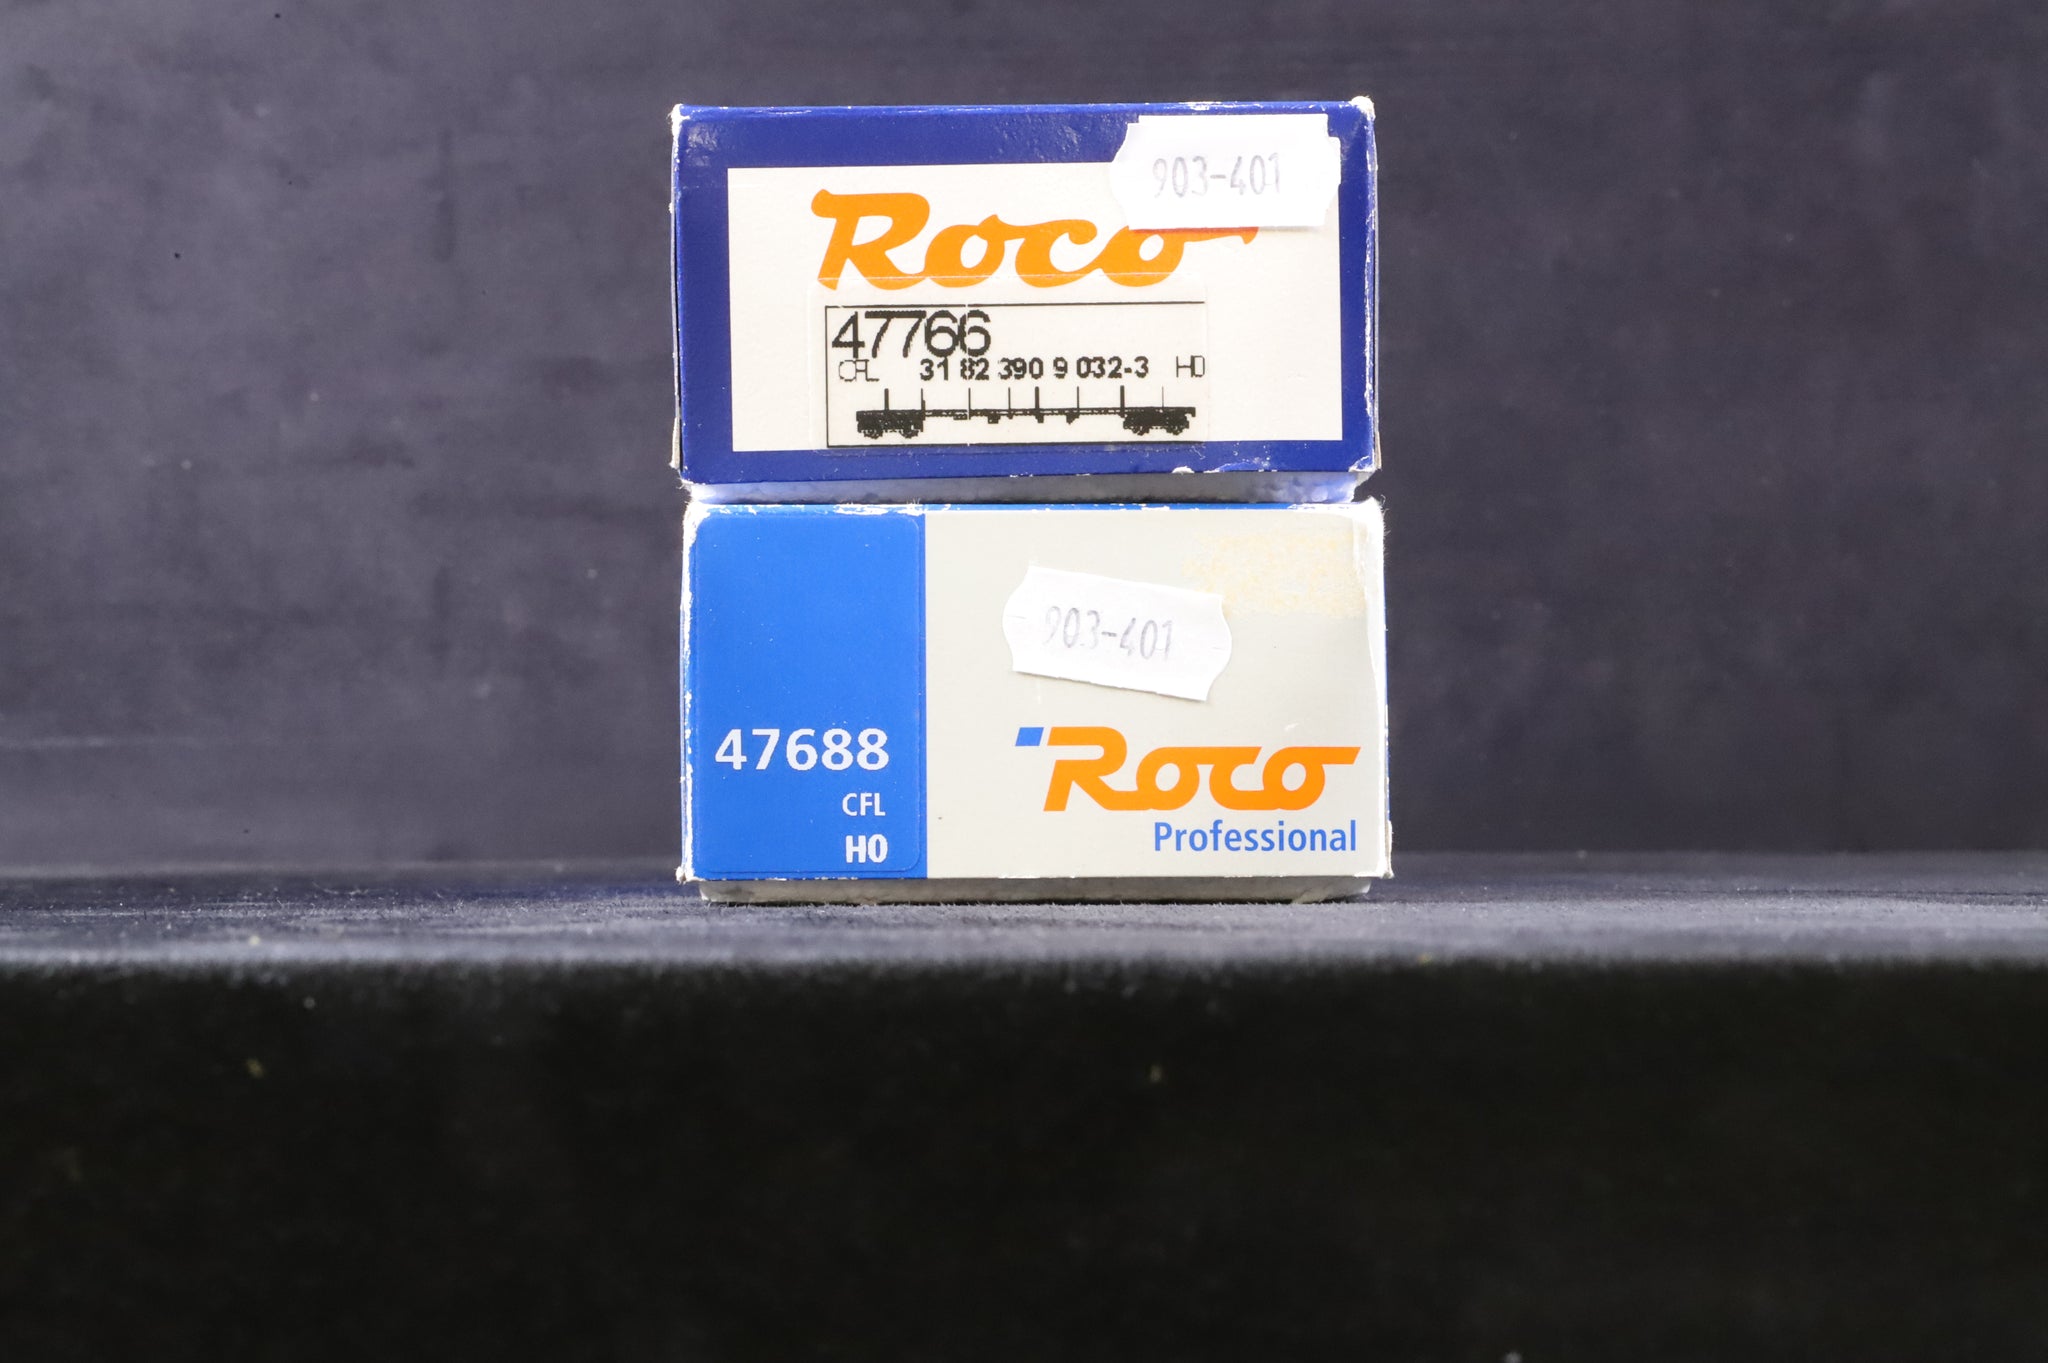 903-401
Roco
47766
CFL 31 82 390 9 032-3 H0
903-401
47688
CFL
H0
Roco
Professional